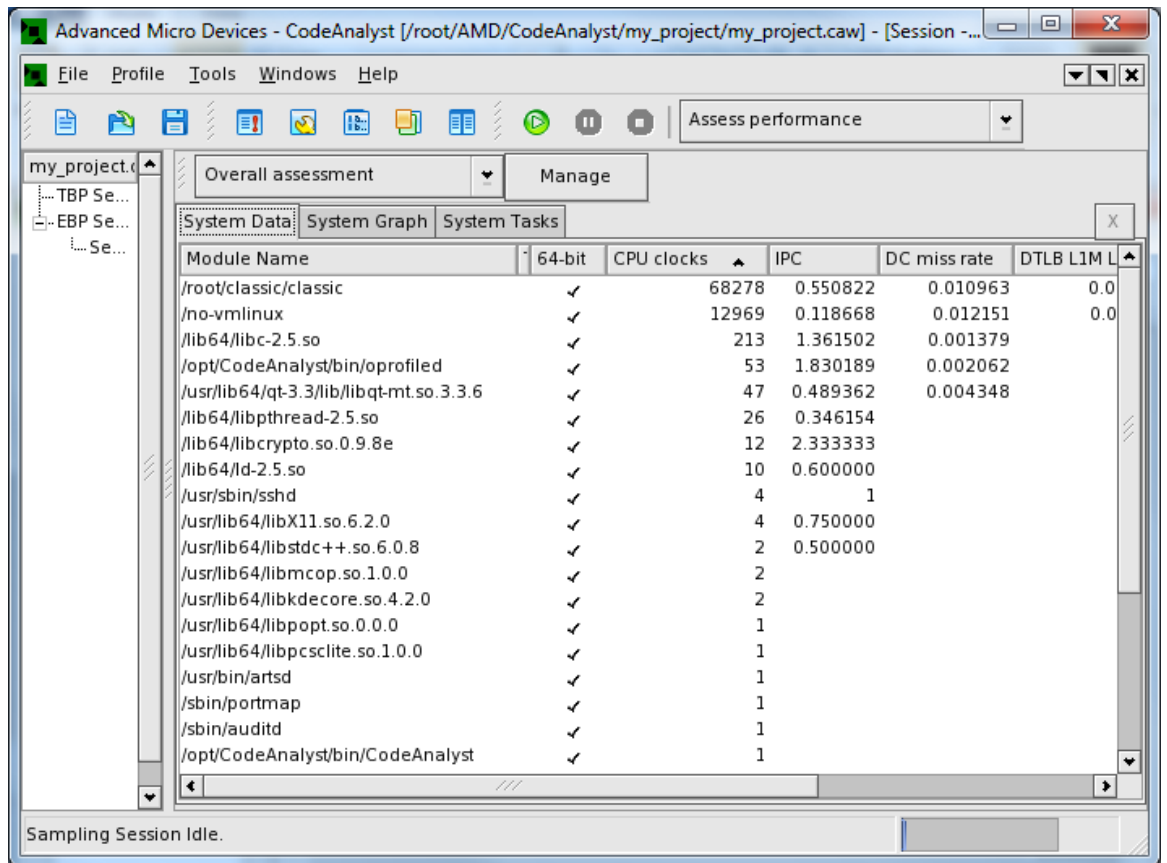 Advanced Micro Devices - CodeAnalyst [/root/AMD/CodeAnalyst/my_project/my_project.caw] - [Session -...
File Profile Tools Windows Help
Assess performance
my_project.c
TBP Se...
EBP Se...
Se...
Overall assessment Manage
System Data System Graph System Tasks X
Module Name 64-bit CPU clocks IPC DC miss rate DTLB L1M L
/root/classic/classic ✓ 68278 0.550822 0.010963 0.0
/no-vmlinux ✓ 12969 0.118668 0.012151 0.0
/lib64/libc-2.5.so ✓ 213 1.361502 0.001379
/opt/CodeAnalyst/bin/oprofiled ✓ 53 1.830189 0.002062
/usr/lib64/qt-3.3/lib/libqt-mt.so.3.3.6 ✓ 47 0.489362 0.004348
/lib64/libpthread-2.5.so ✓ 26 0.346154
/lib64/libcrypto.so.0.9.8e ✓ 12 2.333333
/lib64/ld-2.5.so ✓ 10 0.600000
/usr/sbin/sshd ✓ 4 1
/usr/lib64/libX11.so.6.2.0 ✓ 4 0.750000
/usr/lib64/libstdc++.so.6.0.8 ✓ 2 0.500000
/usr/lib64/libmcop.so.1.0.0 ✓ 2
/usr/lib64/libkdecore.so.4.2.0 ✓ 2
/usr/lib64/libpopt.so.0.0.0 ✓ 1
/usr/lib64/libpcsclite.so.1.0.0 ✓ 1
/usr/bin/artsd ✓ 1
/sbin/portmap ✓ 1
/sbin/auditd ✓ 1
/opt/CodeAnalyst/bin/CodeAnalyst ✓ 1
Sampling Session Idle.